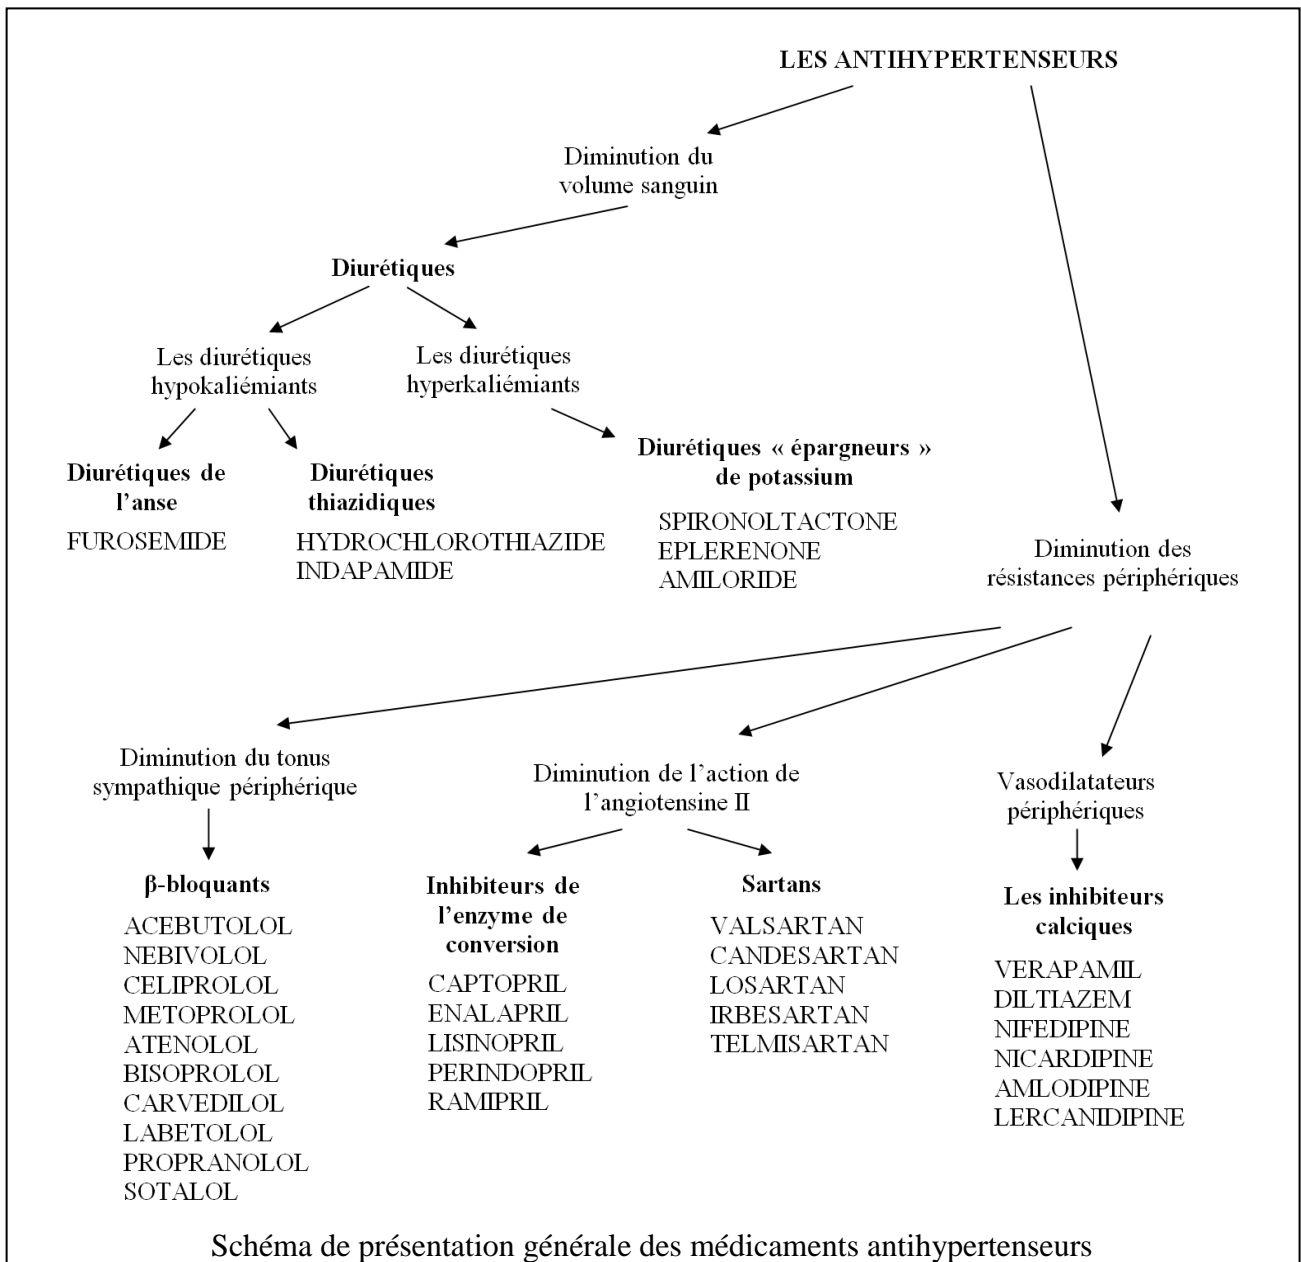 LES ANTIHYPERTENSEURS
Diminution du
volume sanguin
Diurétiques
Les diurétiques
hypokaliémiants
Les diurétiques
hyperkaliémiants
Diurétiques de
l’anse
FUROSEMIDE
Diurétiques
thiazidiques
HYDROCHLOROTHIAZIDE
INDAPAMIDE
Diurétiques « épargneurs »
de potassium
SPIRONOLTACTONE
EPLERENONE
AMILORIDE
Diminution des
résistances périphériques
Diminution du tonus
sympathique périphérique
β-bloquants
ACEBUTOLOL
NEBIVOLOL
CELIPROLOL
METOPROLOL
ATENOLOL
BISOPROLOL
CARVEDILOL
LABETOLOL
PROPRANOLOL
SOTALOL
Diminution de l’action de
l’angiotensine II
Inhibiteurs de
l’enzyme de
conversion
CAPTOPRIL
ENALAPRIL
LISINOPRIL
PERINDOPRIL
RAMIPRIL
Sartans
VALSARTAN
CANDESARTAN
LOSARTAN
IRBESARTAN
TELMISARTAN
Vasodilatateurs
périphériques
Les inhibiteurs
calciques
VERAPAMIL
DILTIAZEM
NIFEDIPINE
NICARDIPINE
AMLODIPINE
LERCANIDIPINE
Schéma de présentation générale des médicaments antihypertenseurs